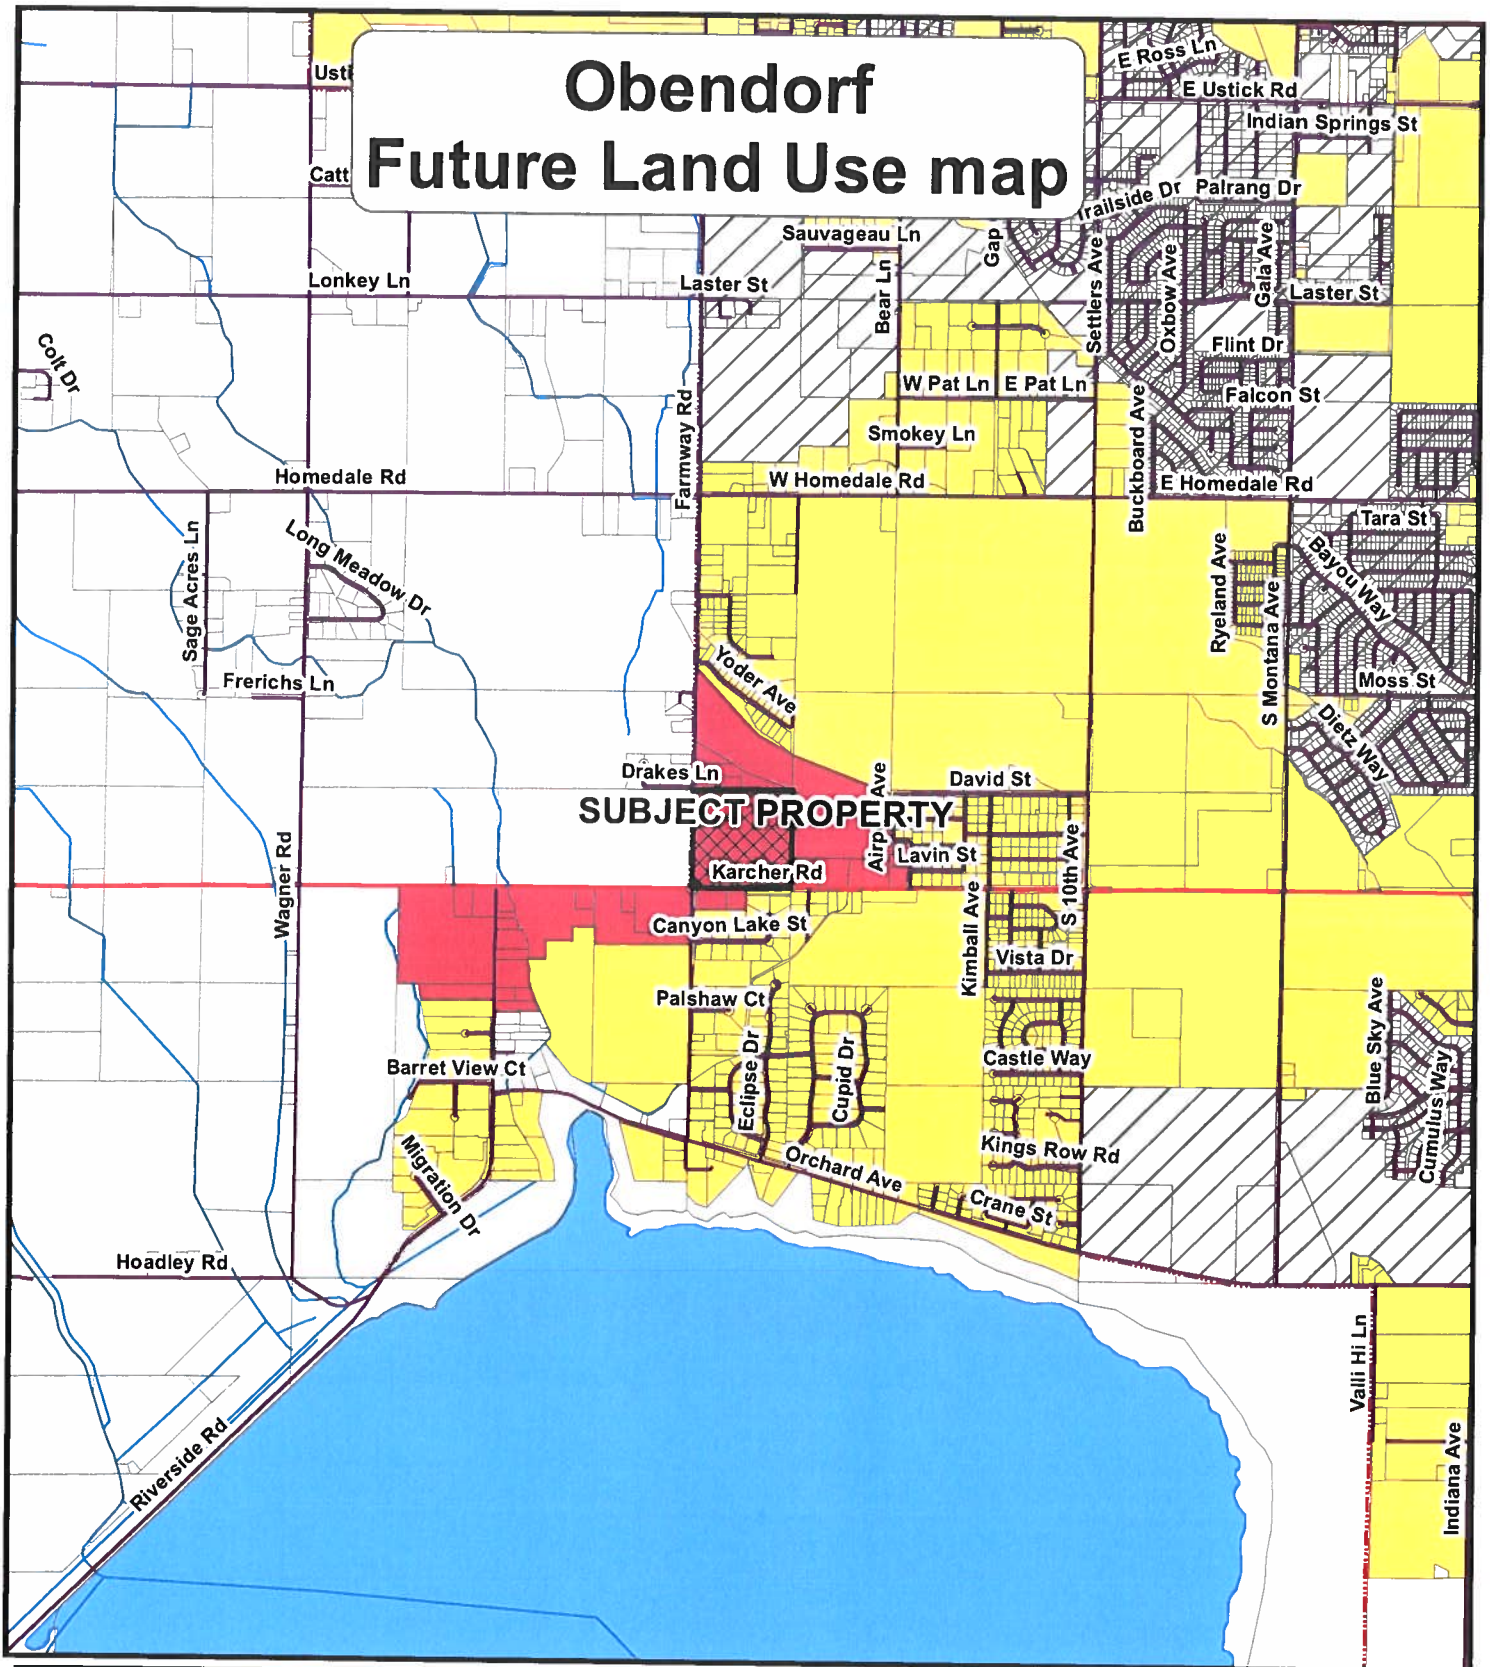 Obendorf
Future Land Use map
E Ross Ln
E Ustick Rd
Indian Springs St
Trailside Dr
Palrang Dr
Sauvageau Ln
Gap
Lonkey Ln
Laster St
Bear Ln
Settlers Ave
Oxbow Ave
Gala Ave
Laster St
Colt Dr
Flint Dr
W Pat Ln
E Pat Ln
Falcon St
Farmway Rd
Smokey Ln
Buckboard Ave
Homedale Rd
W Homedale Rd
E Homedale Rd
Tara St
Sage Acres Ln
Long Meadow Dr
Ryeland Ave
S Montana Ave
Bayou Way
Frerichs Ln
Yoder Ave
Moss St
Dietz Way
Drakes Ln
David St
SUBJECT PROPERTY
Wagner Rd
Karcher Rd
Lavin St
S 10th Ave
Canyon Lake St
Kimball Ave
Vista Dr
Palshaw Ct
Barret View Ct
Eclipse Dr
Cupid Dr
Castle Way
Blue Sky Ave
Cumulus Way
Migration Dr
Orchard Ave
Kings Row Rd
Crane St
Hoadley Rd
Valli Hi Ln
Riverside Rd
Indiana Ave